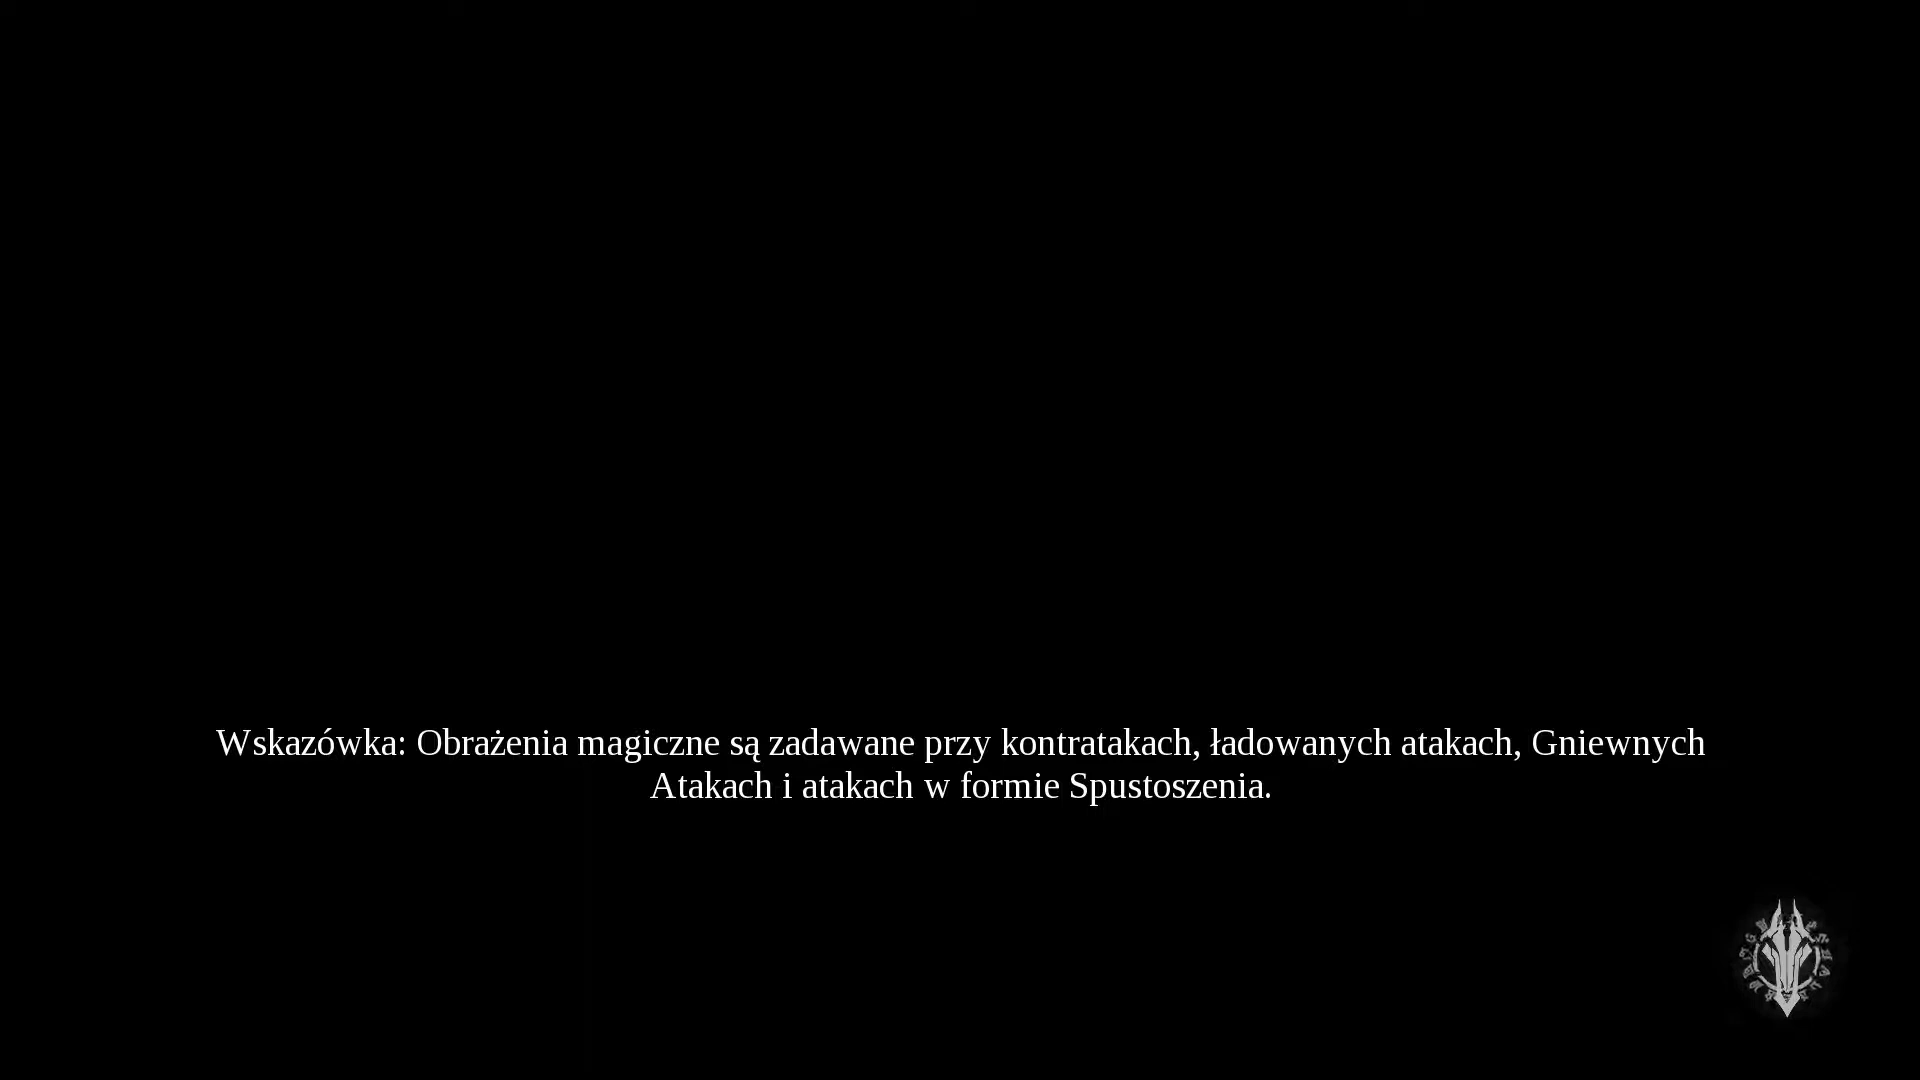 Wskazówka: Obrażenia magiczne są zadawane przy kontratakach, ładowanych atakach, Gniewnych
Atakach i atakach w formie Spustoszenia.